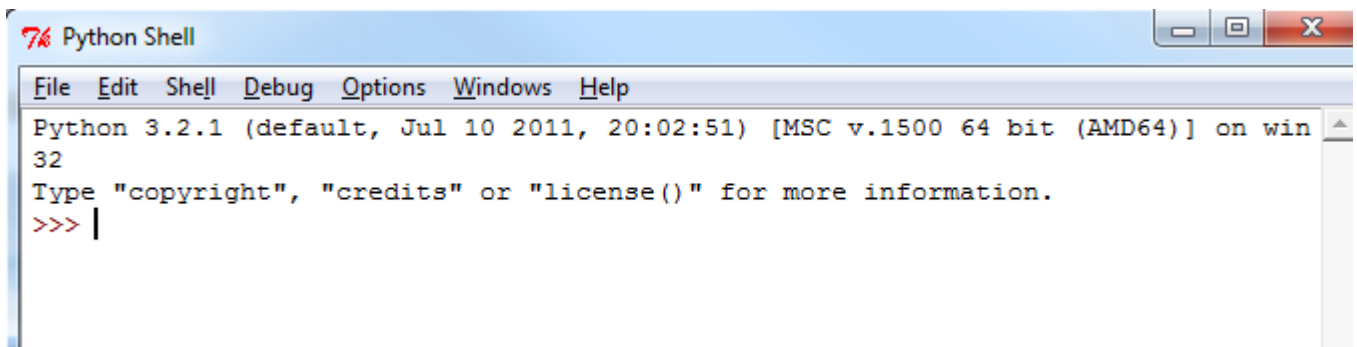 Python Shell
File Edit Shell Debug Options Windows Help
Python 3.2.1 (default, Jul 10 2011, 20:02:51) [MSC v.1500 64 bit (AMD64)] on win
32
Type "copyright", "credits" or "license()" for more information.
>>>